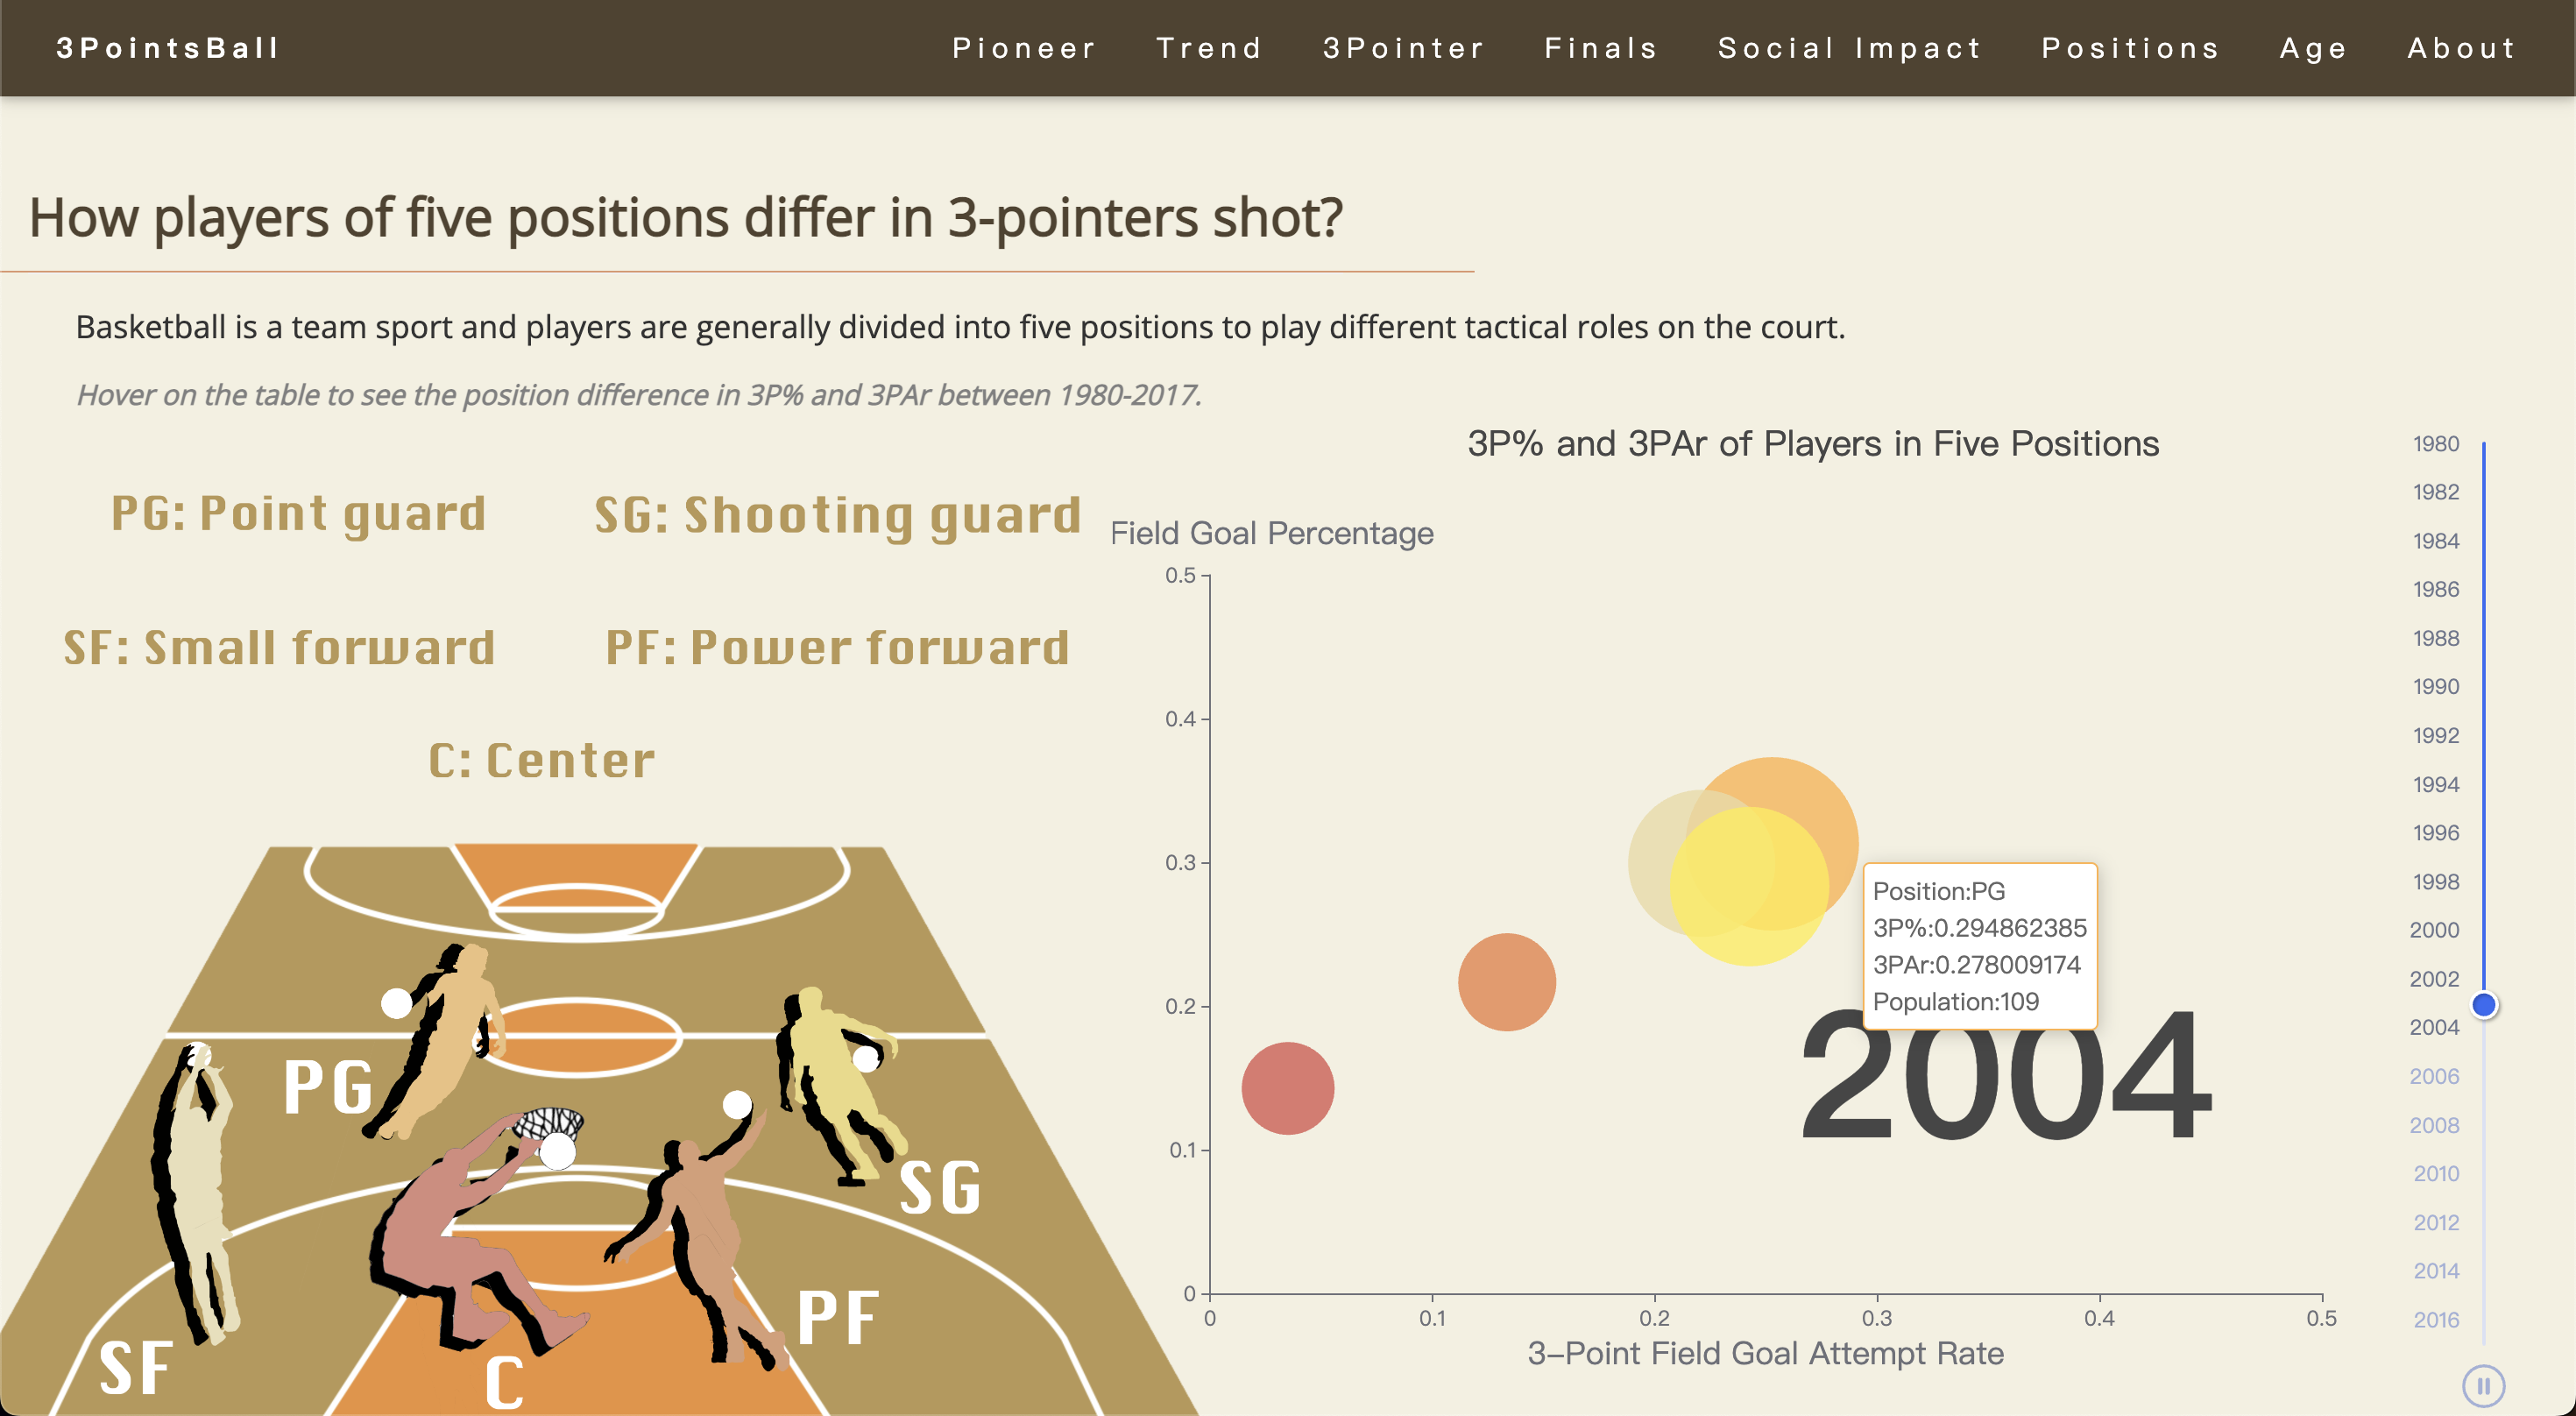 3PointsBall
Pioneer Trend 3Pointer Finals Social Impact Positions Age About
How players of five positions differ in 3-pointers shot?
Basketball is a team sport and players are generally divided into five positions to play different tactical roles on the court.
Hover on the table to see the position difference in 3P% and 3PAr between 1980-2017.
PG: Point guard
SG: Shooting guard
SF: Small forward
PF: Power forward
C: Center
PG
SG
SF
C
PF
3P% and 3PAr of Players in Five Positions
Field Goal Percentage
0.5
0.4
0.3
0.2
0.1
0
0 0.1 0.2 0.3 0.4 0.5
3-Point Field Goal Attempt Rate
Position:PG
3P%:0.294862385
3PAr:0.278009174
Population:109
2004
1980
1982
1984
1986
1988
1990
1992
1994
1996
1998
2000
2002
2004
2006
2008
2010
2012
2014
2016